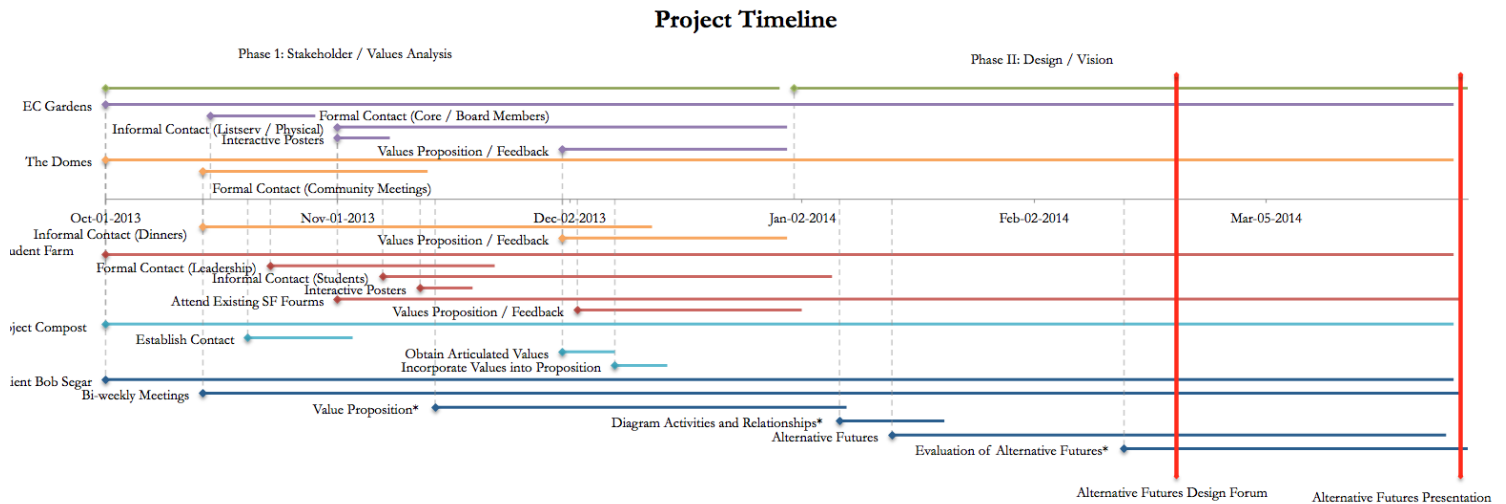 Project Timeline
Phase 1: Stakeholder / Values Analysis
Phase II: Design / Vision
EC Gardens
Formal Contact (Core / Board Members)
Informal Contact (Listserv / Physical)
Interactive Posters
Values Proposition / Feedback
The Domes
Formal Contact (Community Meetings)
Oct-01-2013 Nov-01-2013 Dec-02-2013 Jan-02-2014 Feb-02-2014 Mar-05-2014
Informal Contact (Dinners)
Values Proposition / Feedback
udent Farm
Formal Contact (Leadership)
Informal Contact (Students)
Interactive Posters
Attend Existing SF Fourms
Values Proposition / Feedback
oject Compost
Establish Contact
Obtain Articulated Values
Incorporate Values into Proposition
ient Bob Segar
Bi-weekly Meetings
Value Proposition*
Diagram Activities and Relationships*
Alternative Futures
Evaluation of Alternative Futures*
Alternative Futures Design Forum
Alternative Futures Presentation